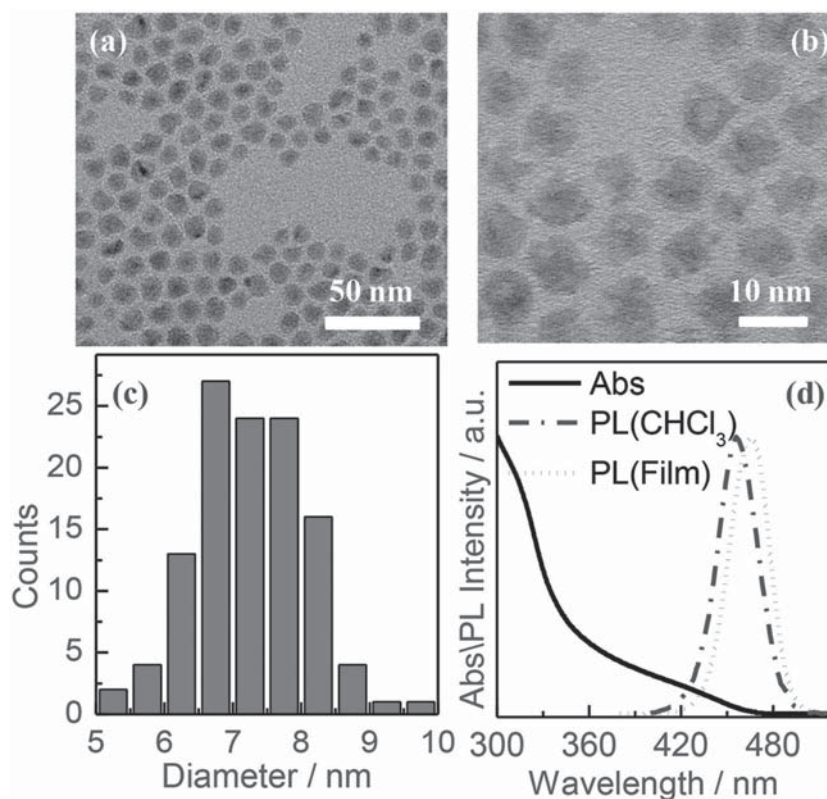 (a)
50 nm
(b)
10 nm
(c)
25
20
15
10
5
0
Counts
5 6 7 8 9 10
Diameter / nm
(d)
Abs
PL(CHCl₃)
PL(Film)
Abs\PL Intensity / a.u.
300 360 420 480
Wavelength / nm